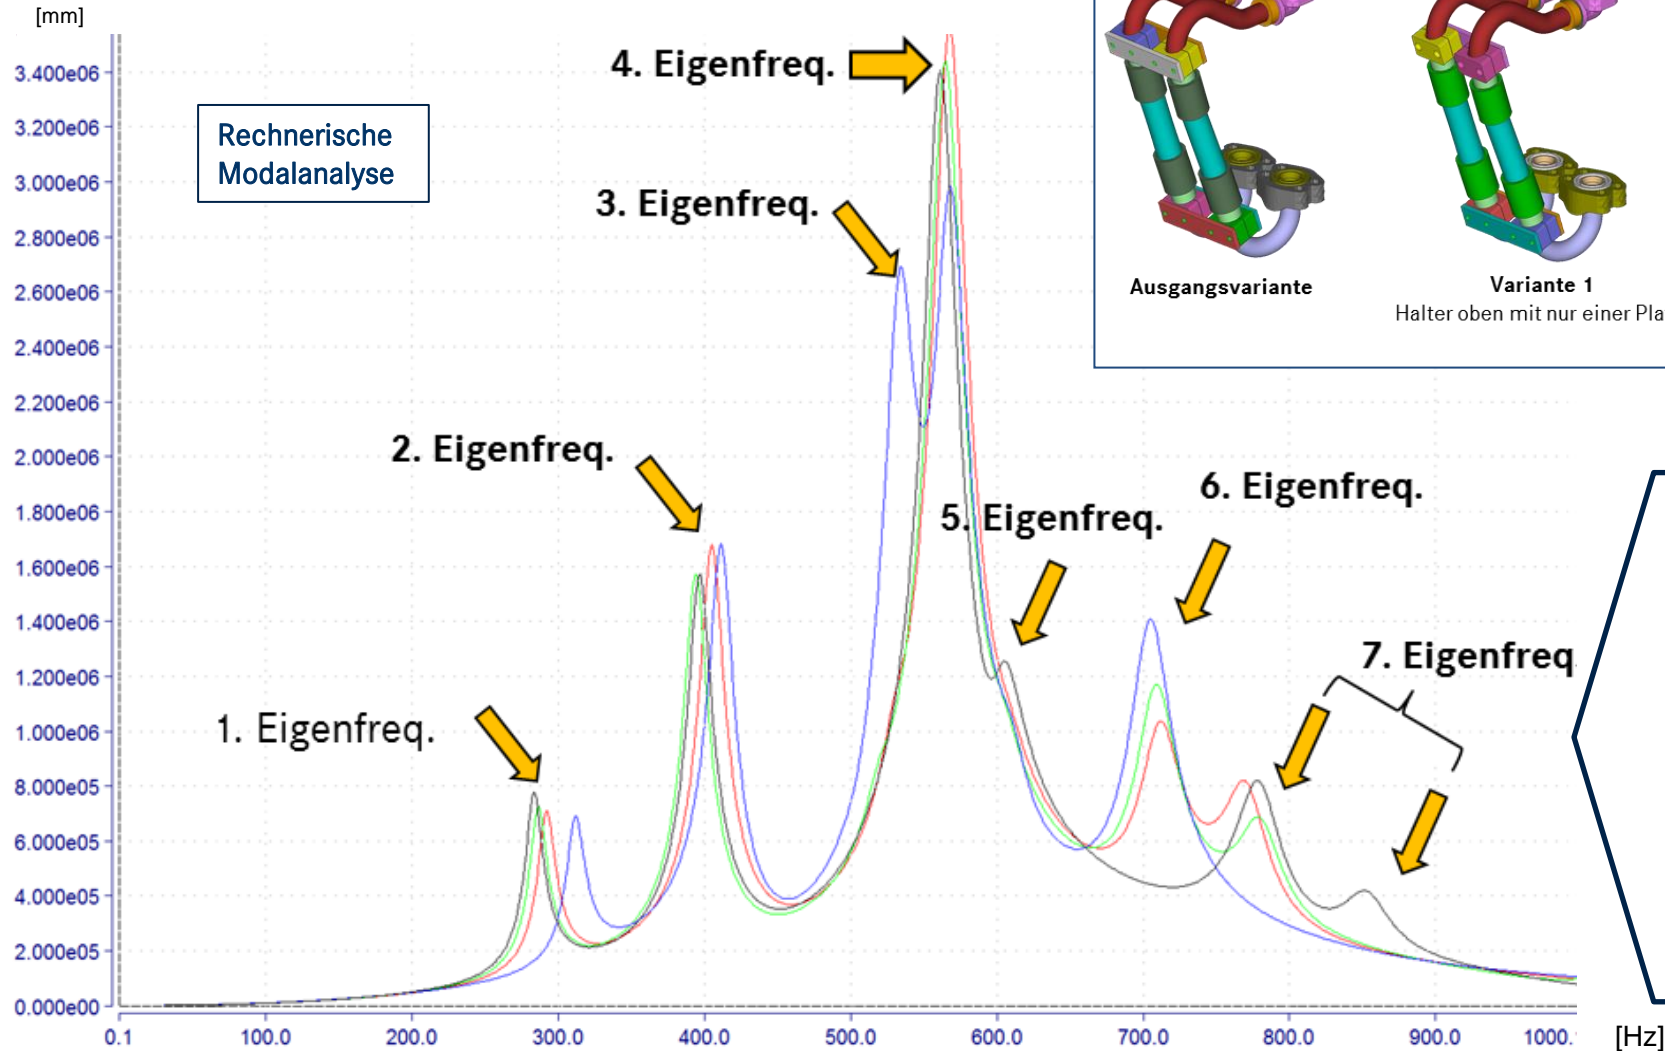 [mm]
3.400e06
3.200e06
3.000e06
2.800e06
2.600e06
2.400e06
2.200e06
2.000e06
1.800e06
1.600e06
1.400e06
1.200e06
1.000e06
8.000e05
6.000e05
4.000e05
2.000e05
0.000e00
Rechnerische
Modalanalyse
1. Eigenfreq.
2. Eigenfreq.
3. Eigenfreq.
4. Eigenfreq.
5. Eigenfreq.
6. Eigenfreq.
7. Eigenfreq
Ausgangsvariante
Variante 1
Halter oben mit nur einer Pla
0.1 100.0 200.0 300.0 400.0 500.0 600.0 700.0 800.0 900.0 1000.
[Hz]